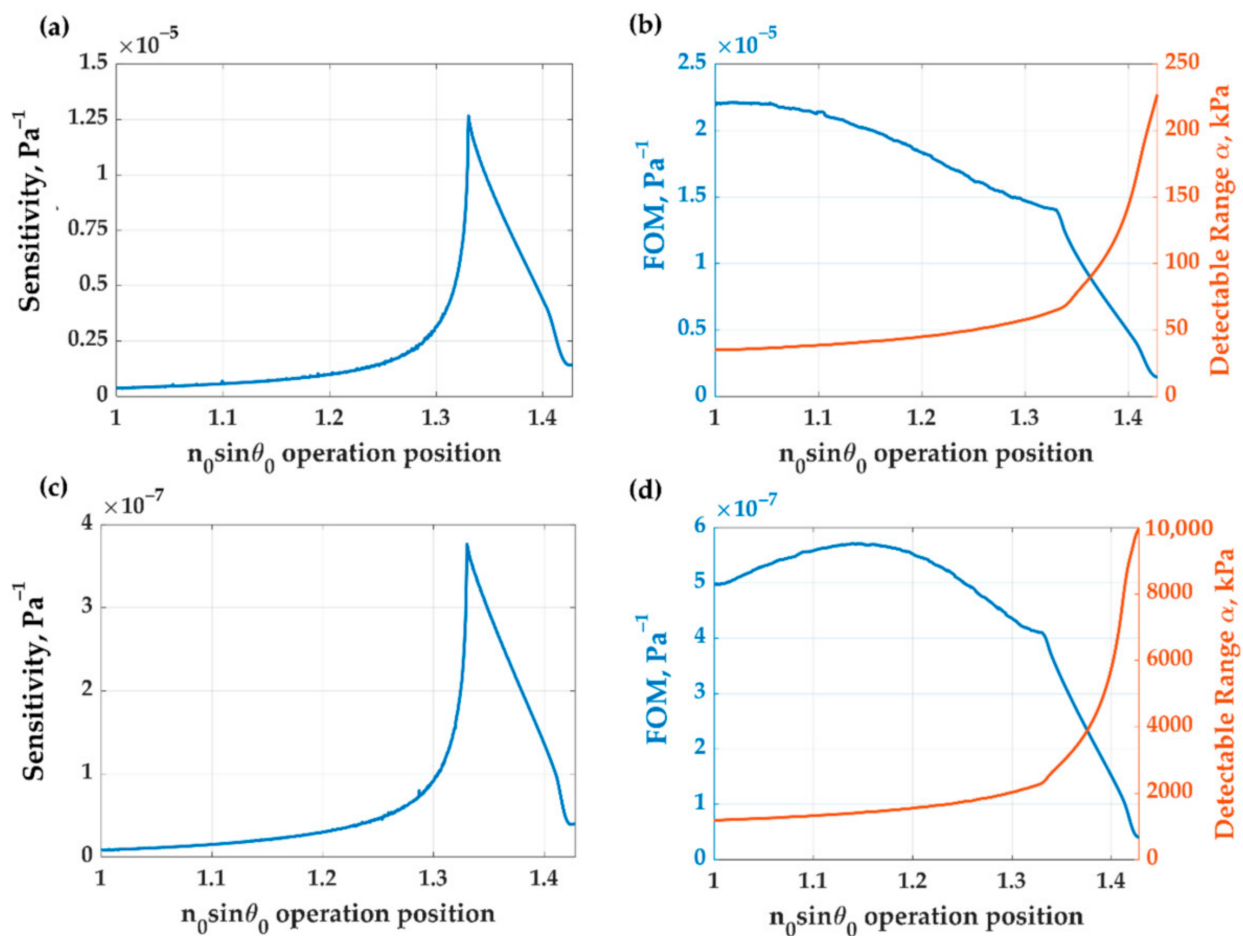 (a)
×10⁻⁵
1.5
1.25
1
0.75
0.5
0.25
0
Sensitivity, Pa⁻¹
1 1.1 1.2 1.3 1.4
n₀sinθ₀ operation position
(b)
×10⁻⁵
2.5
2
1.5
1
0.5
0
FOM, Pa⁻¹
250
200
150
100
50
0
Detectable Range α, kPa
1 1.1 1.2 1.3 1.4
n₀sinθ₀ operation position
(c)
×10⁻⁷
4
3
2
1
0
Sensitivity, Pa⁻¹
1 1.1 1.2 1.3 1.4
n₀sinθ₀ operation position
(d)
×10⁻⁷
6
5
4
3
2
1
0
FOM, Pa⁻¹
10,000
8000
6000
4000
2000
0
Detectable Range α, kPa
1 1.1 1.2 1.3 1.4
n₀sinθ₀ operation position